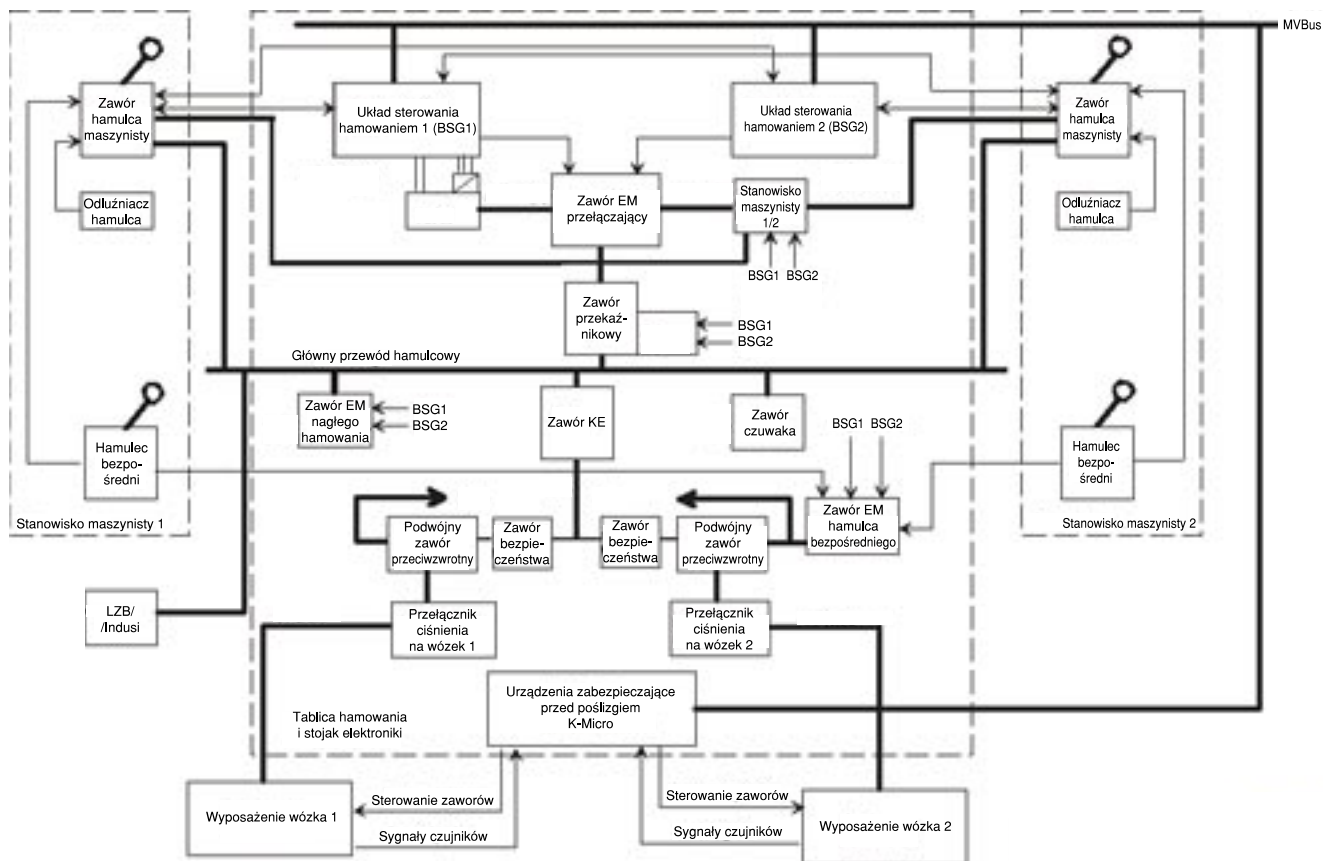 MVBus
Zawór
hamulca
maszynisty
Układ sterowania
hamowaniem 1 (BSG1)
Układ sterowania
hamowaniem 2 (BSG2)
Zawór
hamulca
maszynisty
Odluźniacz
hamulca
Zawór EM
przełączający
Stanowisko
maszynisty
1/2
Odluźniacz
hamulca
BSG1
BSG2
Zawór
przekaź-
nikowy
BSG1
BSG2
Główny przewód hamulcowy
Zawór EM
nagłego
hamowania
BSG1
BSG2
Zawór KE
Zawór
czuwaka
BSG1
BSG2
Hamulec
bezpo-
średni
Hamulec
bezpo-
średni
Stanowisko maszynisty 1
Podwójny
zawór
przeciwzwrotny
Zawór
bezpie-
czeństwa
Zawór
bezpie-
czeństwa
Podwójny
zawór
przeciwzwrotny
Zawór EM
hamulca
bezpośredniego
Stanowisko maszynisty 2
LZB/
/Indusi
Przełącznik
ciśnienia
na wózek 1
Przełącznik
ciśnienia
na wózek 2
Tablica hamowania
i stojak elektroniki
Urządzenia zabezpieczające
przed poślizgiem
K-Micro
Wyposażenie wózka 1
Sterowanie zaworów
Sygnały czujników
Sterowanie zaworów
Sygnały czujników
Wyposażenie wózka 2